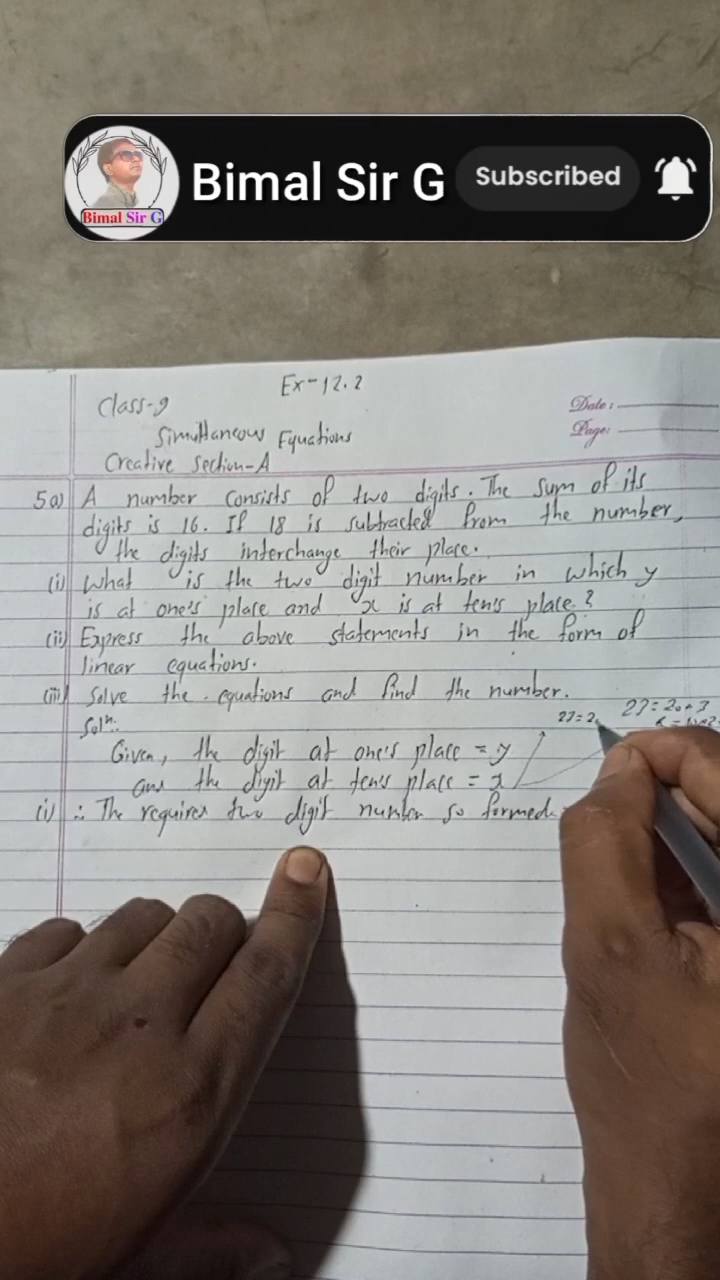 Bimal Sir G
Bimal Sir G Subscribed
Ex-12.2
Class-9
Date:
Simultaneous Equations
Page:
Creative Section-A
5a) A number consists of two digits. The sum of its
digits is 16. If 18 is subtracted from the number,
the digits interchange their place.
(i) What is the two digit number in which y
is at one's place and x is at ten's place?
(ii) Express the above statements in the form of
linear equations.
(iii) Solve the equations and find the number.
27=2 27=20+3
Solⁿ:
Given, the digit at one's place = y
and the digit at ten's place = x
(i) ∴ The required two digit number so formed